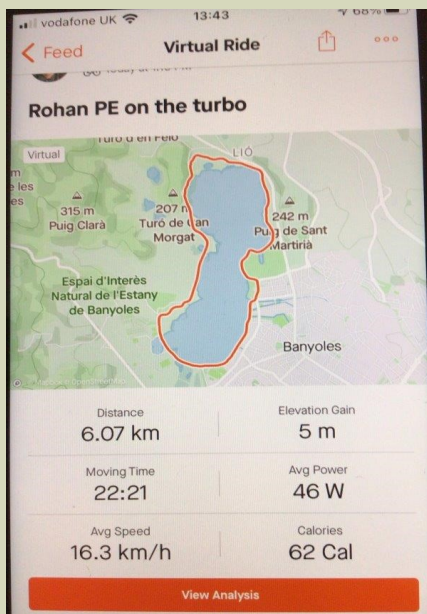 vodafone UK 13:43 68%
Feed
Virtual Ride
Rohan PE on the turbo
Virtual
LIÓ
315 m
Puig Clarà
207 m
Turó de Can
Morgat
242 m
Puig de Sant
Martirià
Espai d'Interès
Natural de l'Estany
de Banyoles
Banyoles
Distance
6.07 km
Elevation Gain
5 m
Moving Time
22:21
Avg Power
46 W
Avg Speed
16.3 km/h
Calories
62 Cal
View Analysis